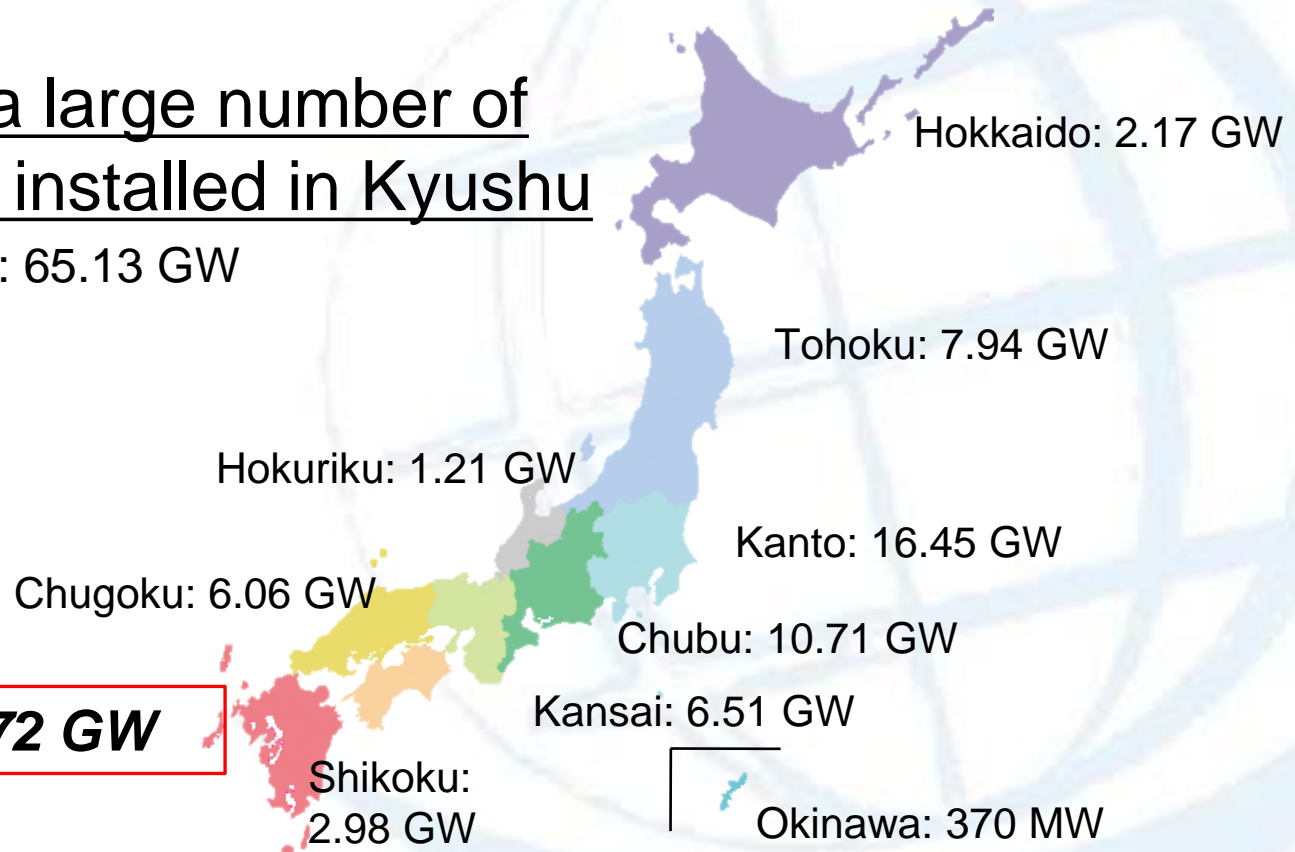 a large number of
installed in Kyushu
: 65.13 GW
Hokkaido: 2.17 GW
Tohoku: 7.94 GW
Hokuriku: 1.21 GW
Kanto: 16.45 GW
Chugoku: 6.06 GW
Chubu: 10.71 GW
Kansai: 6.51 GW
72 GW
Shikoku:
2.98 GW
Okinawa: 370 MW